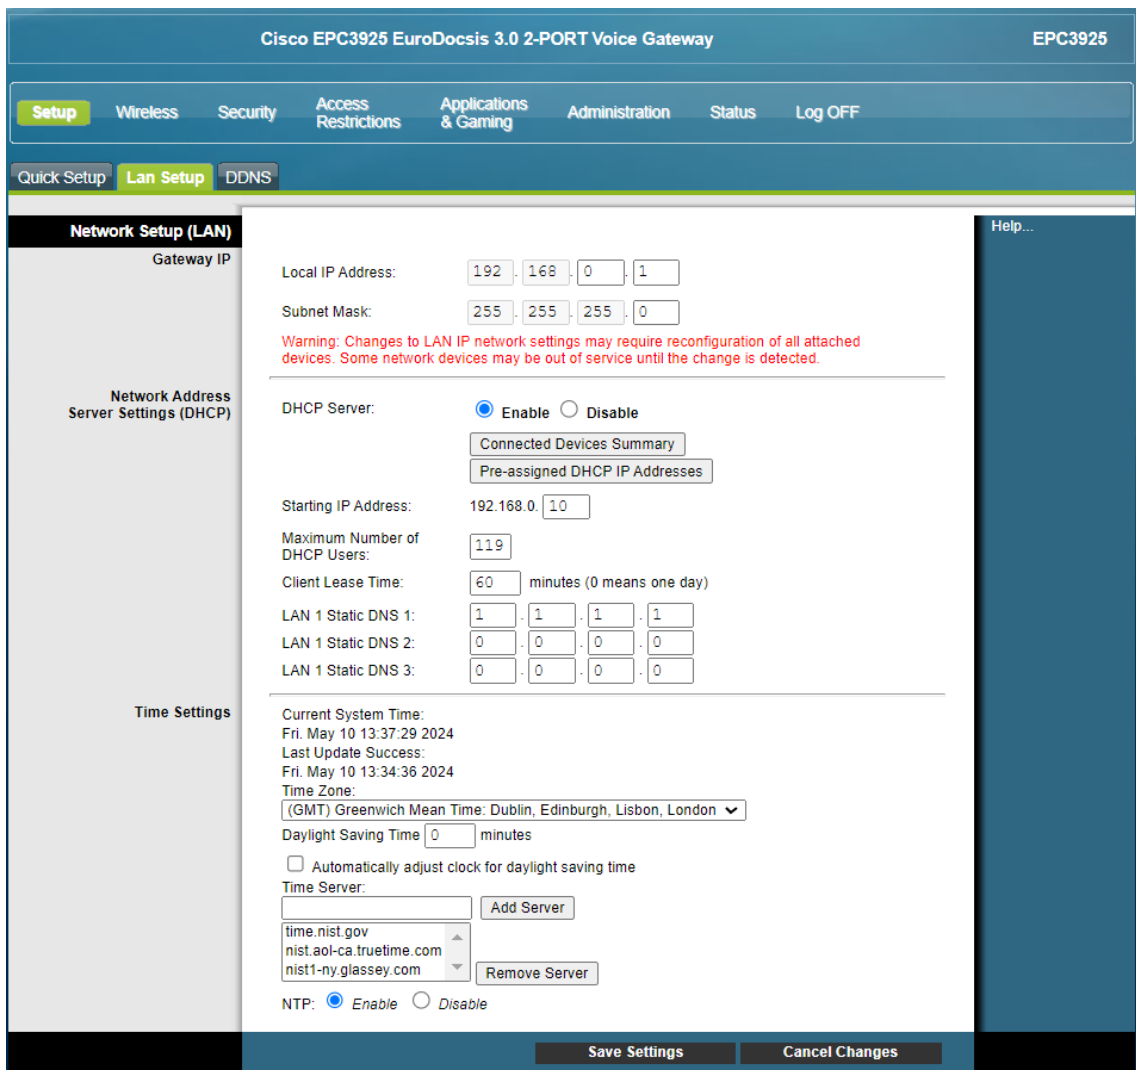 Cisco EPC3925 EuroDocsis 3.0 2-PORT Voice Gateway EPC3925
Setup Wireless Security Access Restrictions Applications & Gaming Administration Status Log OFF
Quick Setup Lan Setup DDNS
Network Setup (LAN)
Help...
Gateway IP
Local IP Address: 192 . 168 . 0 . 1
Subnet Mask: 255 . 255 . 255 . 0
Warning: Changes to LAN IP network settings may require reconfiguration of all attached
devices. Some network devices may be out of service until the change is detected.
Network Address
Server Settings (DHCP)
DHCP Server: Enable Disable
Connected Devices Summary
Pre-assigned DHCP IP Addresses
Starting IP Address: 192.168.0. 10
Maximum Number of
DHCP Users: 119
Client Lease Time: 60 minutes (0 means one day)
LAN 1 Static DNS 1: 1 . 1 . 1 . 1
LAN 1 Static DNS 2: 0 . 0 . 0 . 0
LAN 1 Static DNS 3: 0 . 0 . 0 . 0
Time Settings
Current System Time:
Fri. May 10 13:37:29 2024
Last Update Success:
Fri. May 10 13:34:36 2024
Time Zone:
(GMT) Greenwich Mean Time: Dublin, Edinburgh, Lisbon, London
Daylight Saving Time 0 minutes
Automatically adjust clock for daylight saving time
Time Server:
Add Server
time.nist.gov
nist.aol-ca.truetime.com
nist1-ny.glassey.com
Remove Server
NTP: Enable Disable
Save Settings Cancel Changes